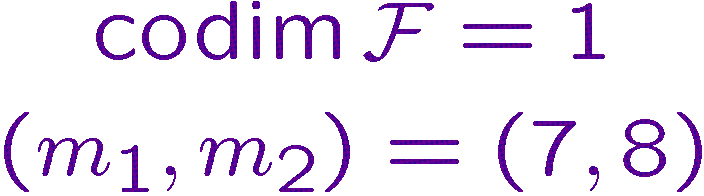 codim ℱ = 1
(m₁, m₂) = (7, 8)